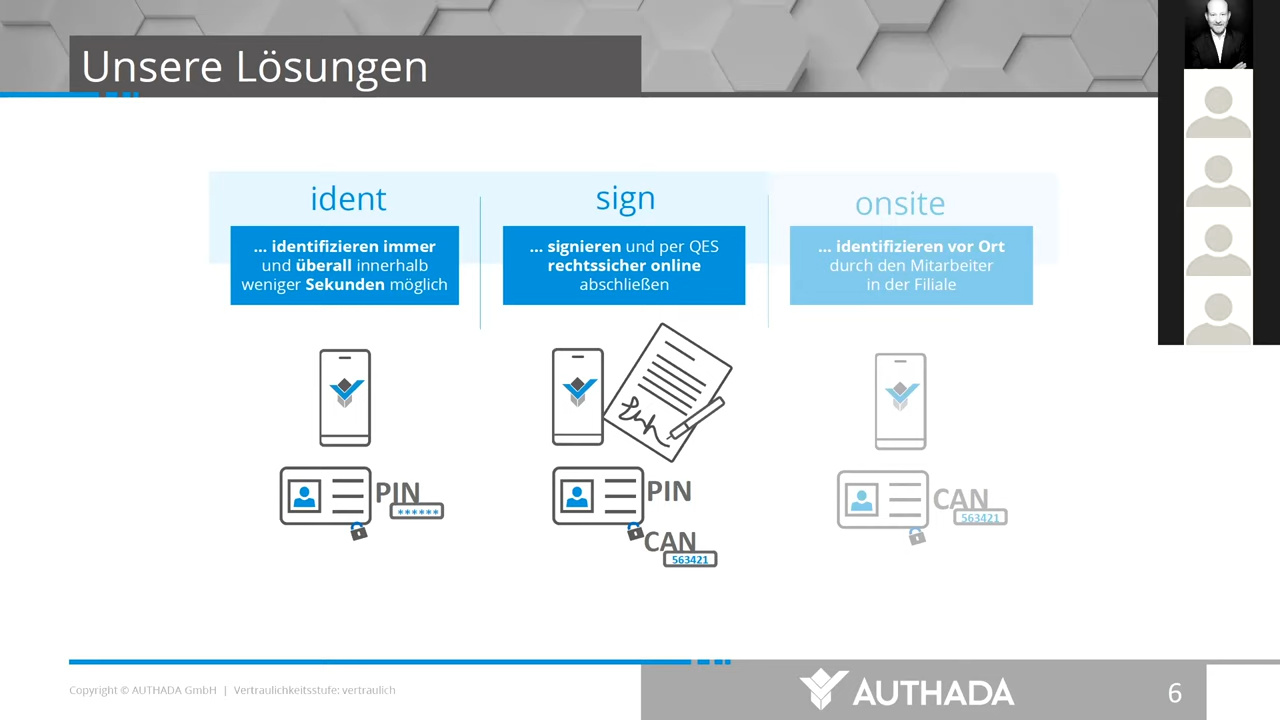 Unsere Lösungen
ident
... identifizieren immer
und überall innerhalb
weniger Sekunden möglich
sign
... signieren und per QES
rechtssicher online
abschließen
onsite
... identifizieren vor Ort
durch den Mitarbeiter
in der Filiale
PIN
******
PIN
CAN
563421
CAN
563421
Copyright © AUTHADA GmbH | Vertraulichkeitsstufe: vertraulich
AUTHADA
6